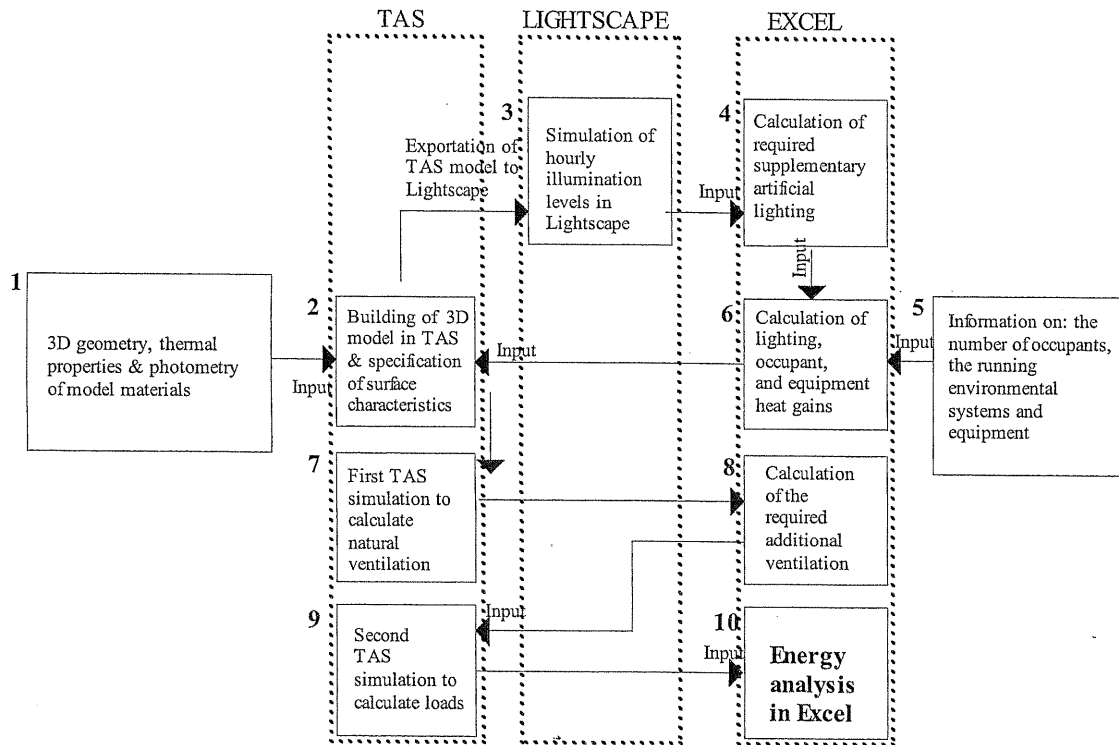 TAS
LIGHTSCAPE
EXCEL
3
Simulation of
hourly
illumination
levels in
Lightscape
4
Calculation of
required
supplementary
artificial
lighting
Exportation of
TAS model to
Lightscape
Input
Input
1
3D geometry, thermal
properties & photometry
of model materials
Input
2
Building of 3D
model in TAS
& specification
of surface
characteristics
Input
6
Calculation of
lighting,
occupant,
and equipment
heat gains
Input
5
Information on: the
number of occupants,
the running
environmental
systems and
equipment
7
First TAS
simulation to
calculate
natural
ventilation
8
Calculation
of the
required
additional
ventilation
9
Second
TAS
simulation to
calculate loads
Input
10
Input
Energy
analysis
in Excel